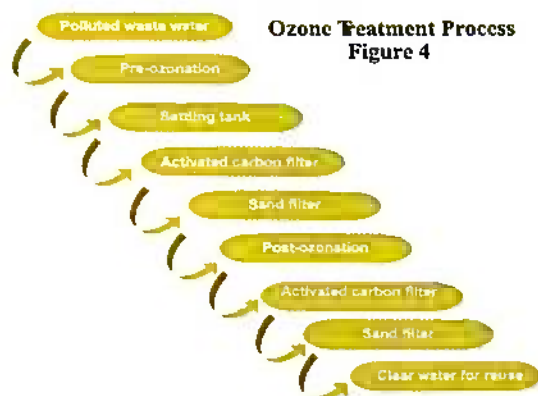 Polluted waste water
Ozone Treatment Process
Figure 4
Pre-ozonation
Settling tank
Activated carbon filter
Sand filter
Post-ozonation
Activated carbon filter
Sand filter
Clear water for reuse